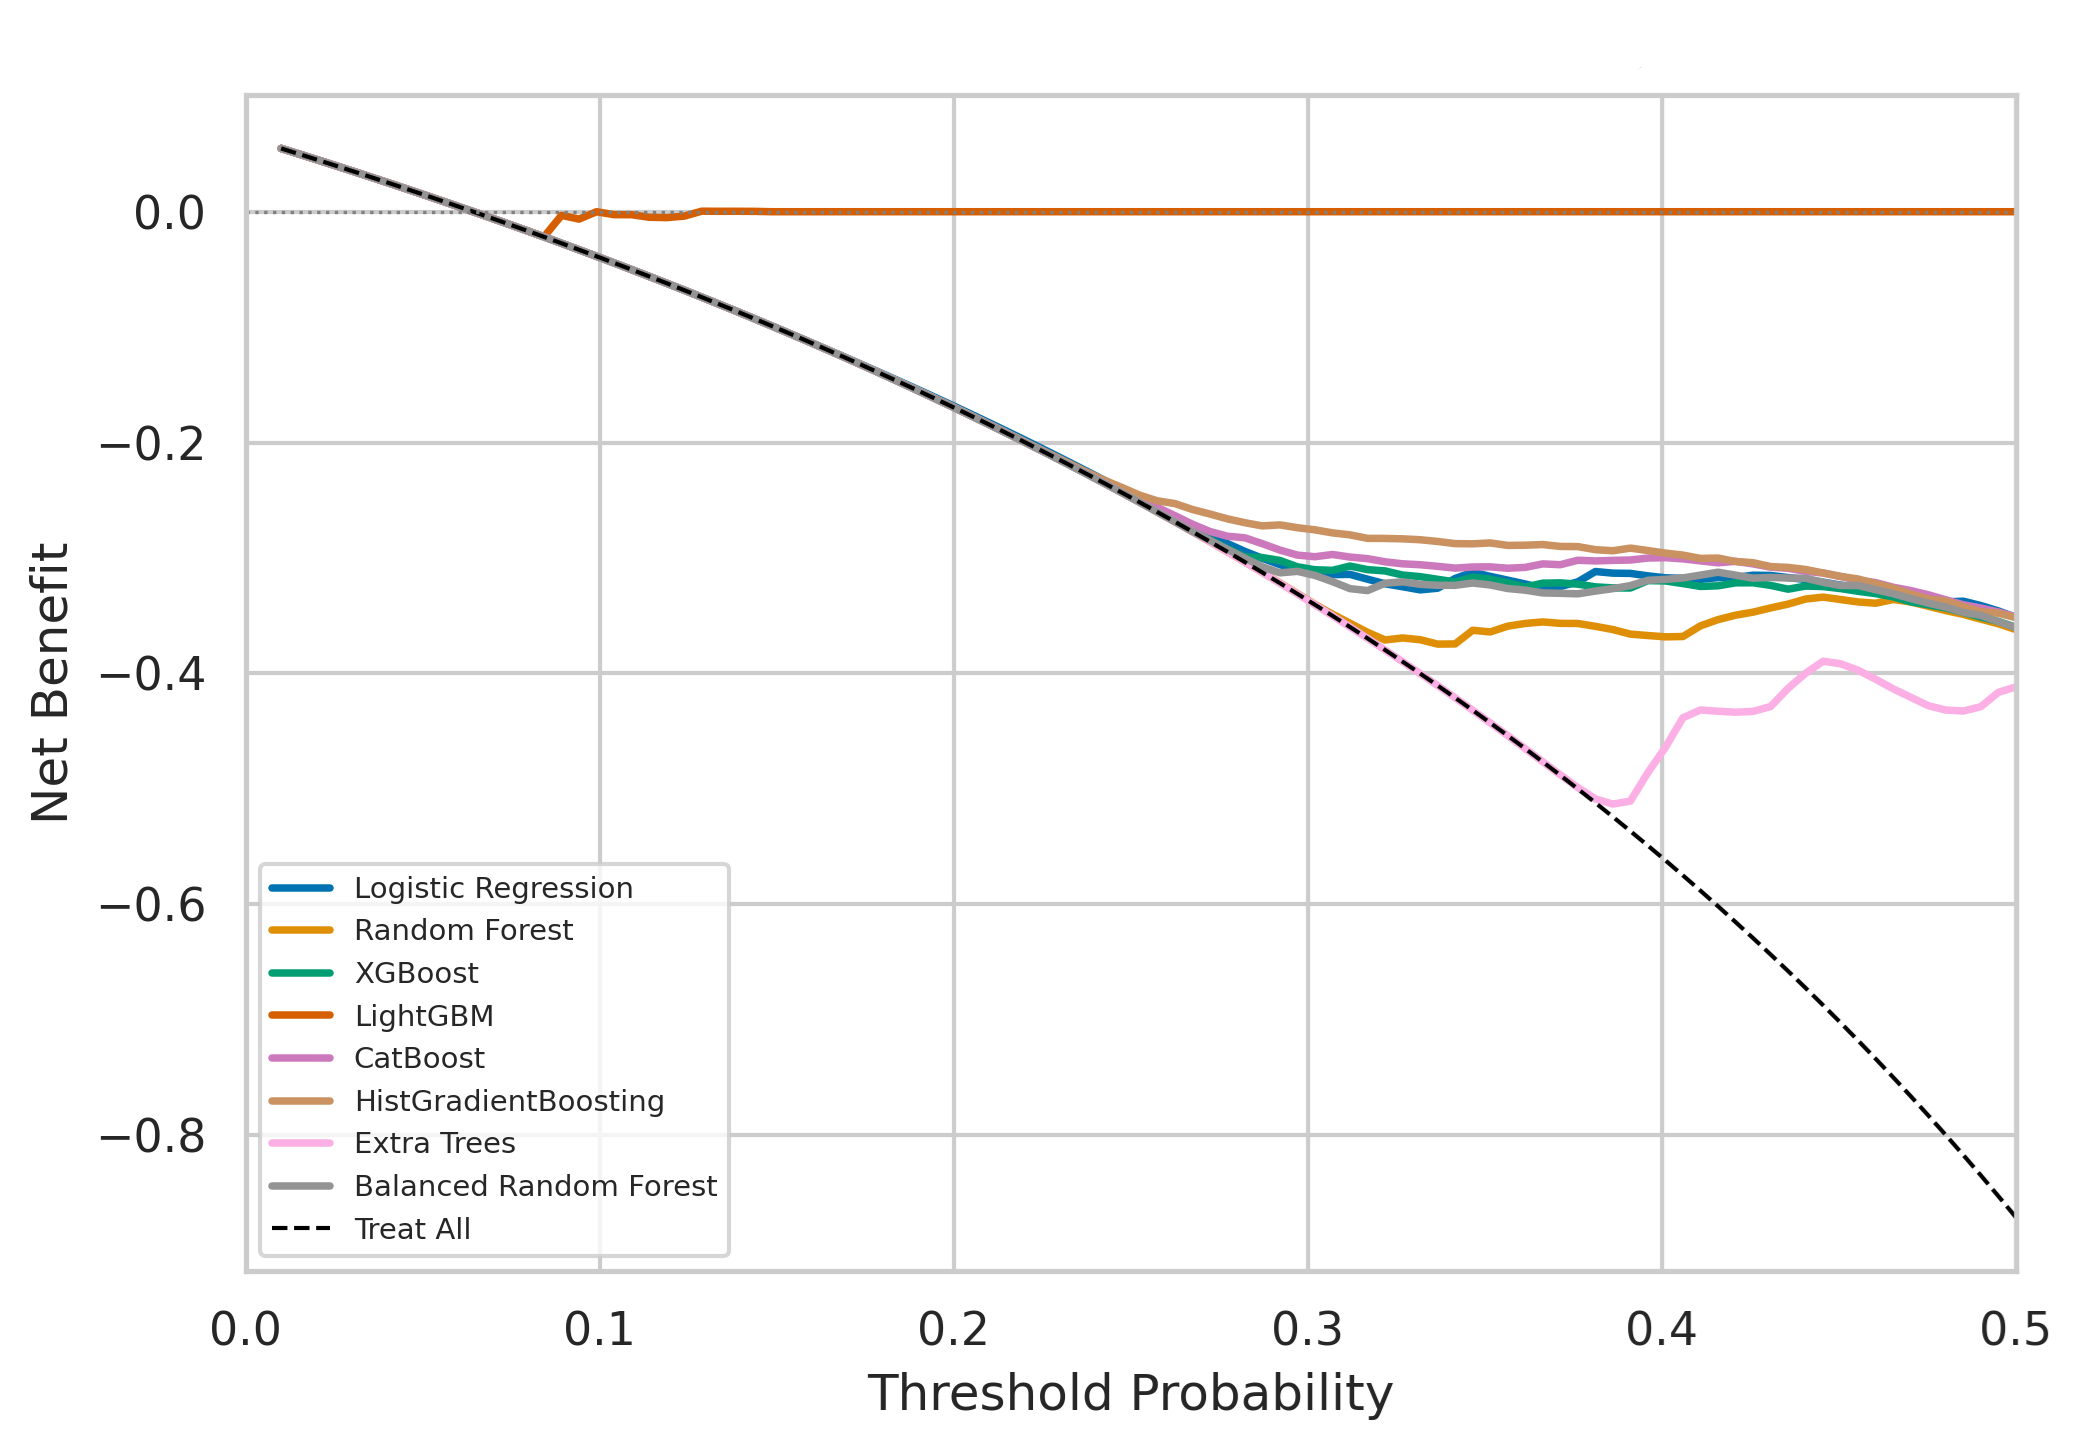 0.0
−0.2
−0.4
−0.6
−0.8
Net Benefit
Logistic Regression
Random Forest
XGBoost
LightGBM
CatBoost
HistGradientBoosting
Extra Trees
Balanced Random Forest
Treat All
0.0 0.1 0.2 0.3 0.4 0.5
Threshold Probability